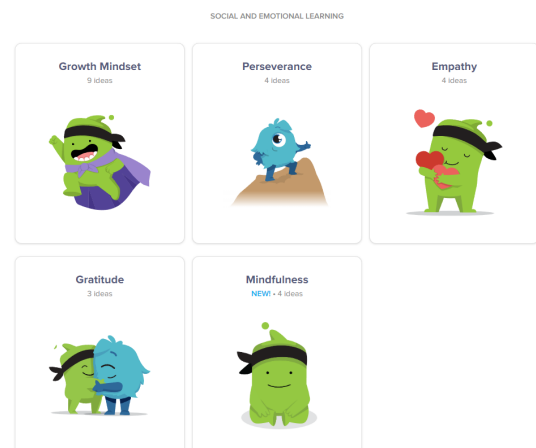 SOCIAL AND EMOTIONAL LEARNING
Growth Mindset
9 ideas
Perseverance
4 ideas
Empathy
4 ideas
Gratitude
3 ideas
Mindfulness
NEW! • 4 ideas